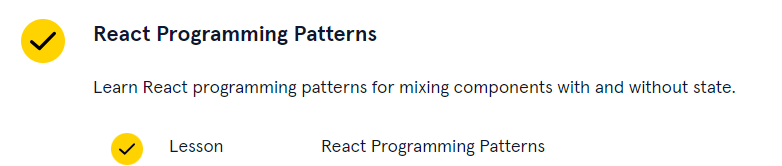 React Programming Patterns
Learn React programming patterns for mixing components with and without state.
Lesson React Programming Patterns